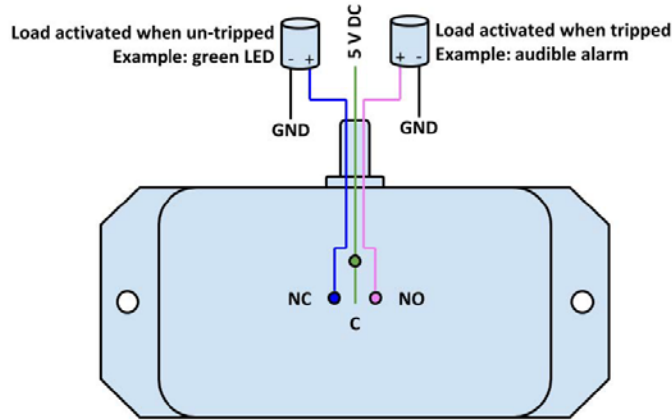 Load activated when un-tripped
Example: green LED
- +
GND
5 V DC
Load activated when tripped
Example: audible alarm
+ -
GND
NC
C
NO